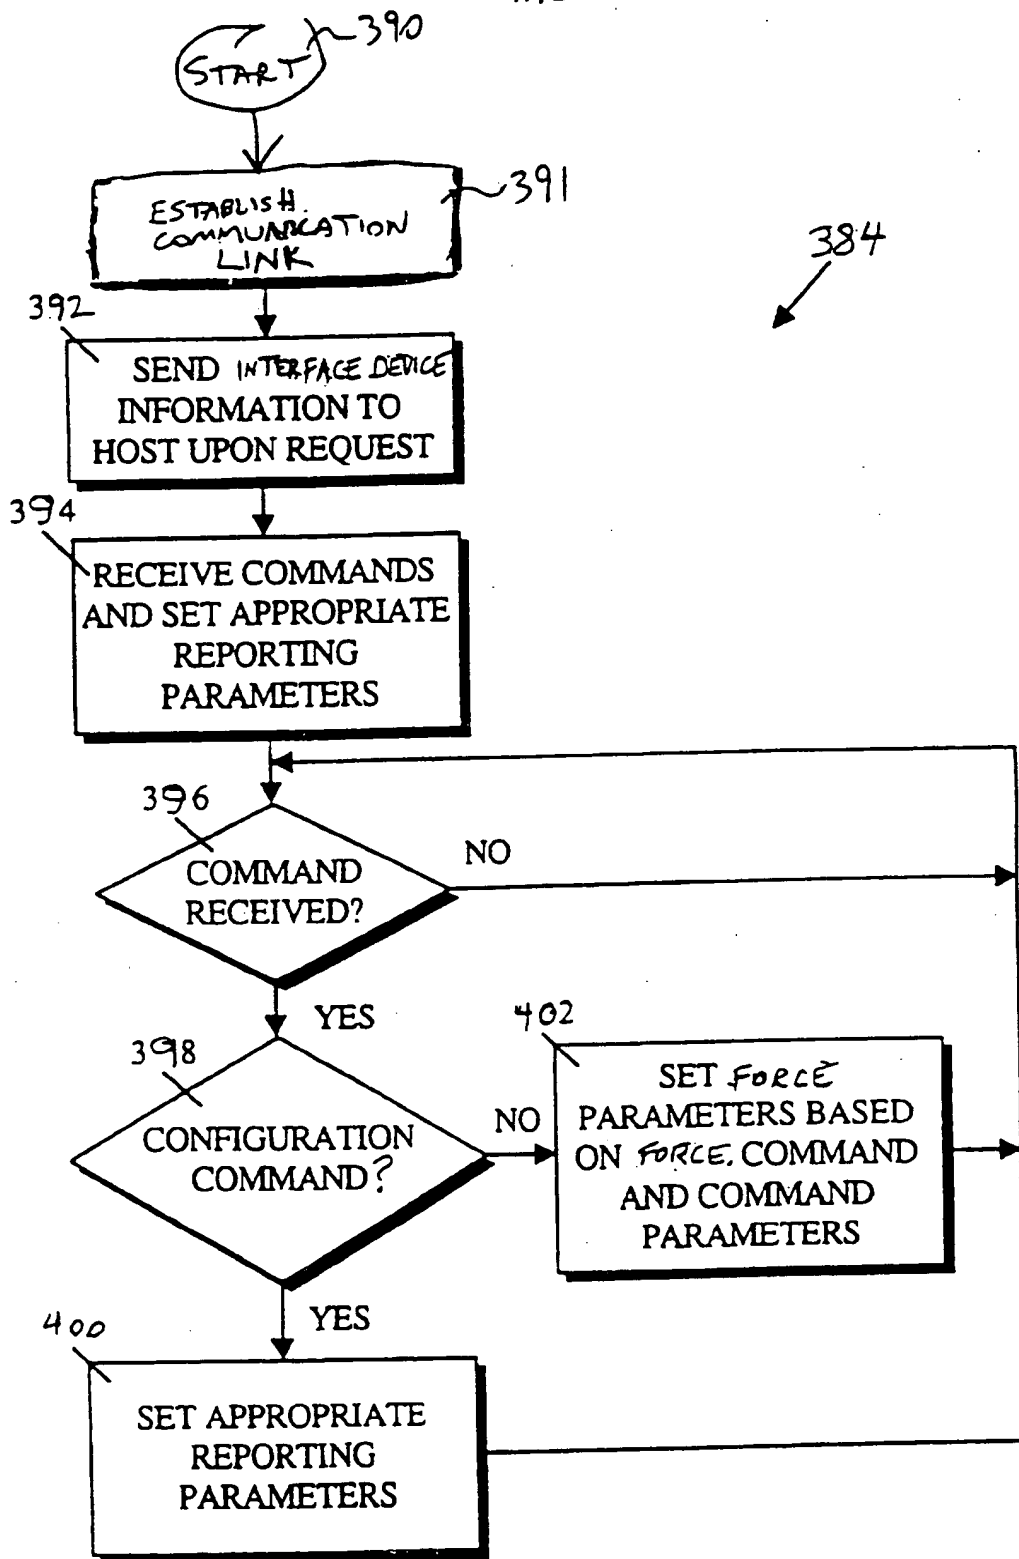 390
START
391
ESTABLISH
COMMUNICATION
LINK
384
392
SEND INTERFACE DEVICE
INFORMATION TO
HOST UPON REQUEST
394
RECEIVE COMMANDS
AND SET APPROPRIATE
REPORTING
PARAMETERS
396
COMMAND
RECEIVED?
NO
YES
398
CONFIGURATION
COMMAND?
NO
402
SET FORCE
PARAMETERS BASED
ON FORCE. COMMAND
AND COMMAND
PARAMETERS
YES
400
SET APPROPRIATE
REPORTING
PARAMETERS